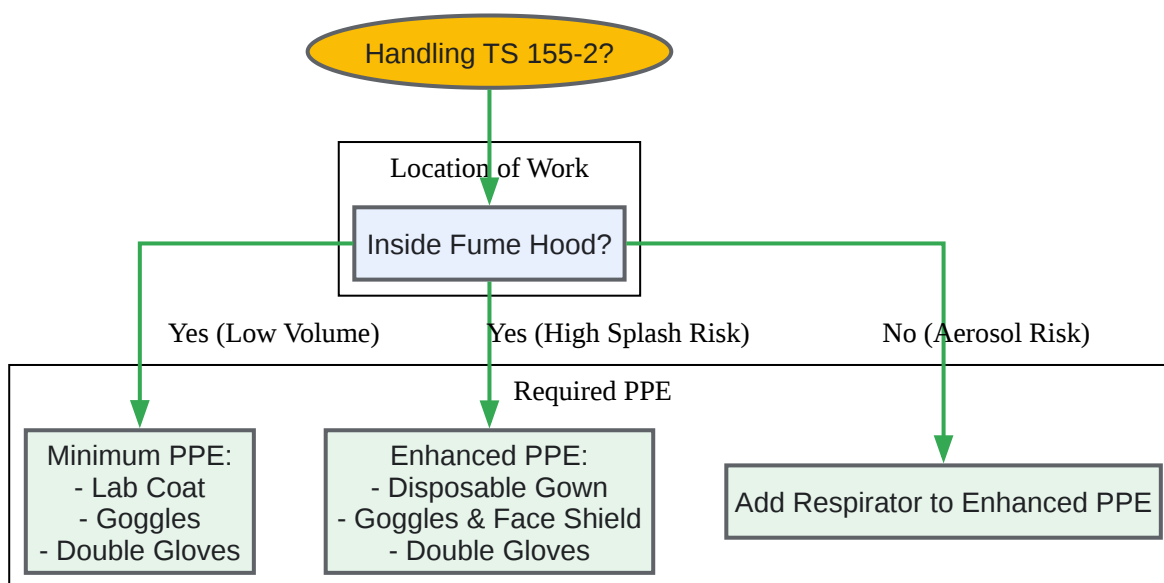 Handling TS 155-2?
Location of Work
Inside Fume Hood?
Yes (Low Volume)
Yes (High Splash Risk)
No (Aerosol Risk)
Required PPE
Minimum PPE:
- Lab Coat
- Goggles
- Double Gloves
Enhanced PPE:
- Disposable Gown
- Goggles & Face Shield
- Double Gloves
Add Respirator to Enhanced PPE